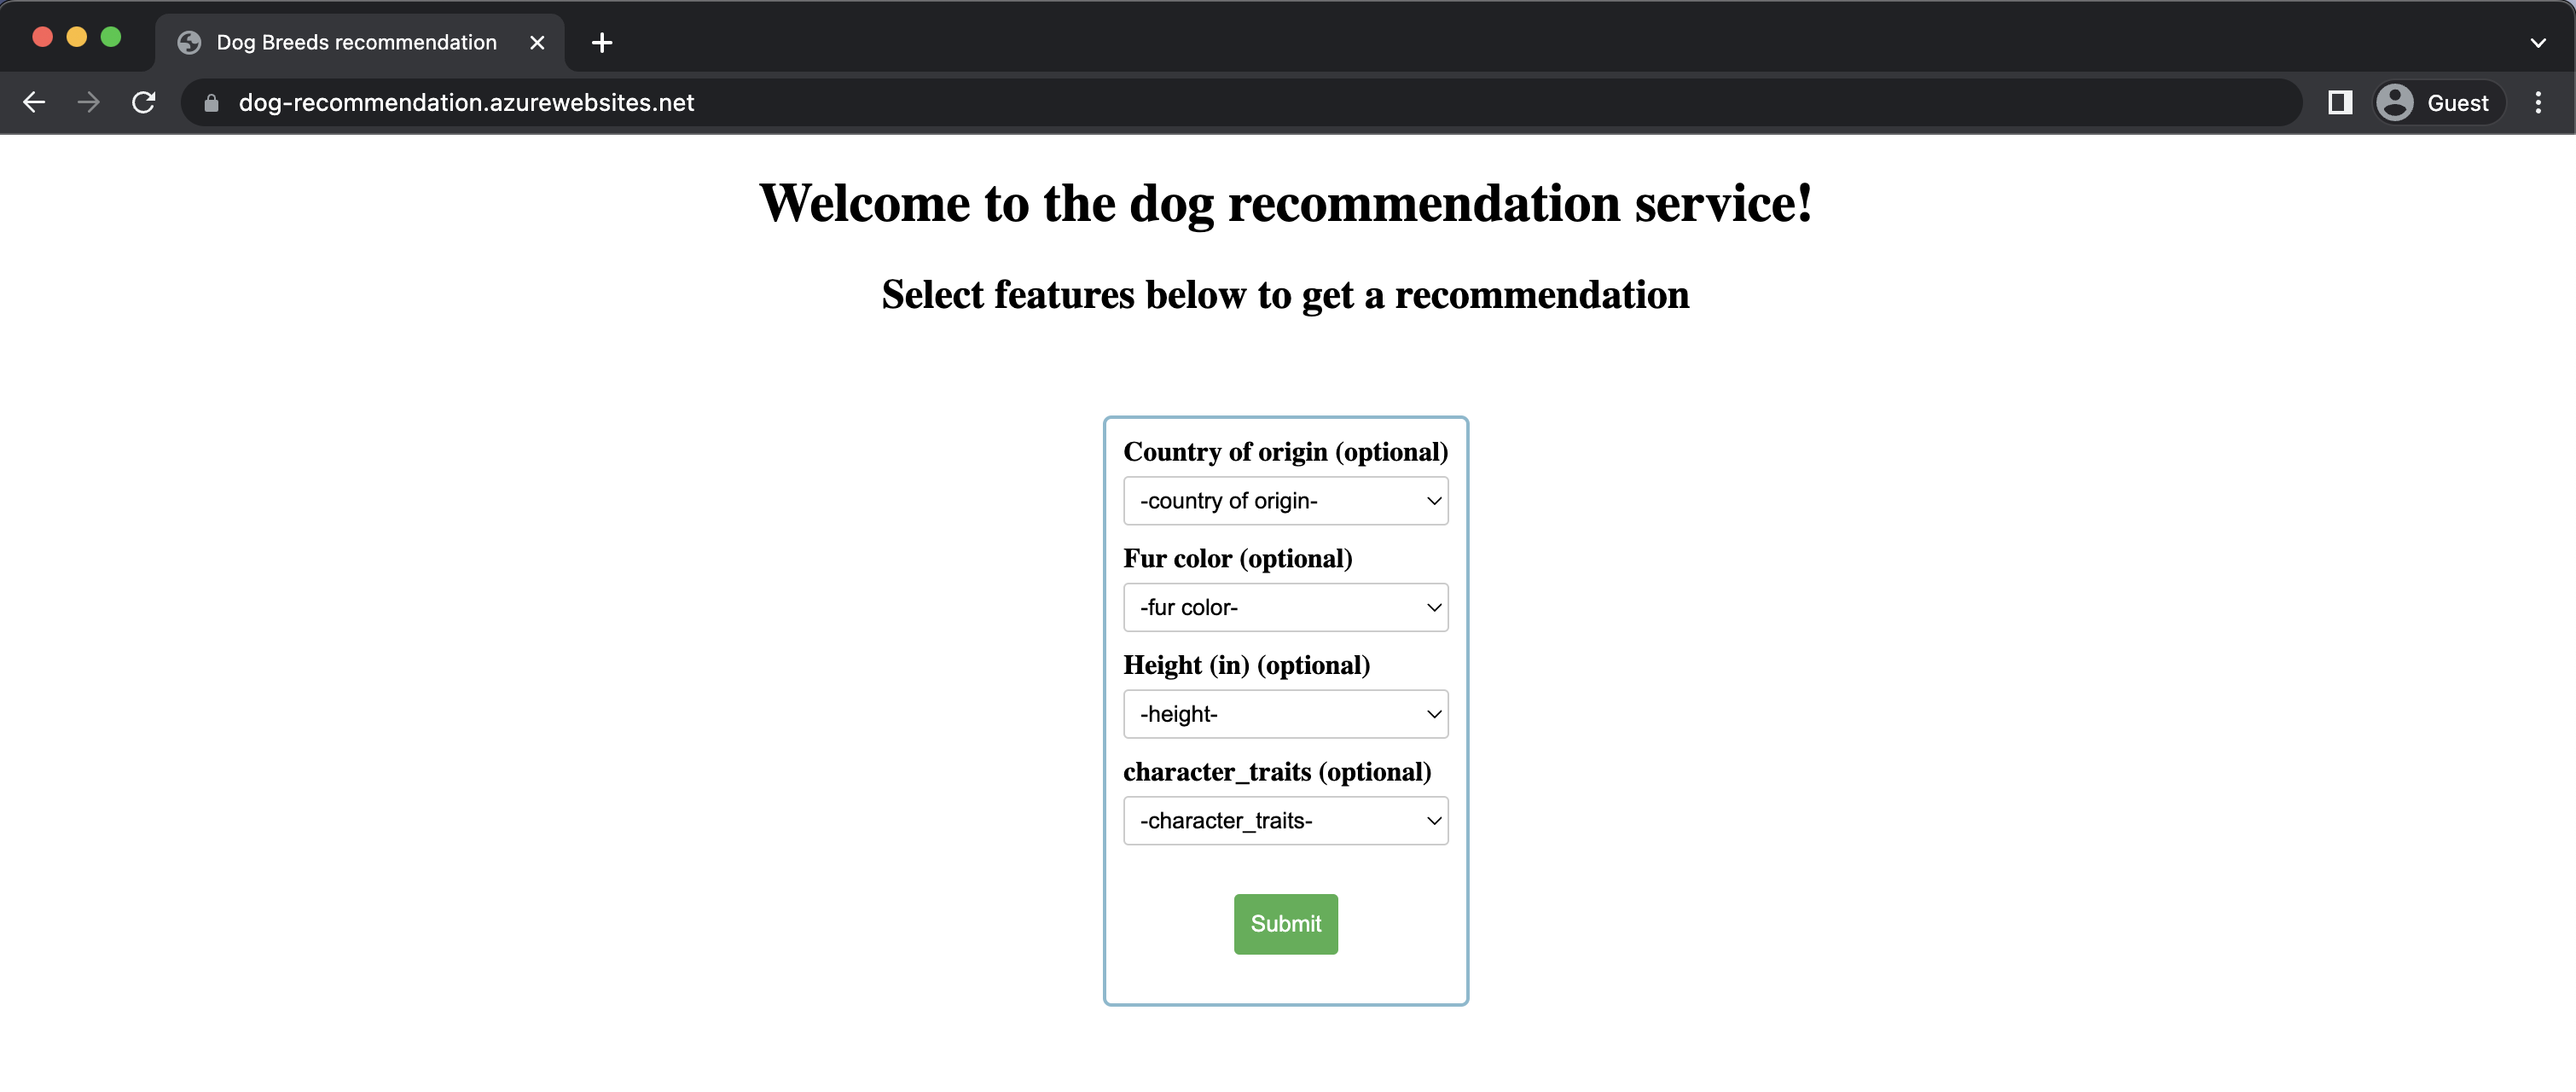 Dog Breeds recommendation
dog-recommendation.azurewebsites.net
Guest
Welcome to the dog recommendation service!
Select features below to get a recommendation
Country of origin (optional)
-country of origin-
Fur color (optional)
-fur color-
Height (in) (optional)
-height-
character_traits (optional)
-character_traits-
Submit